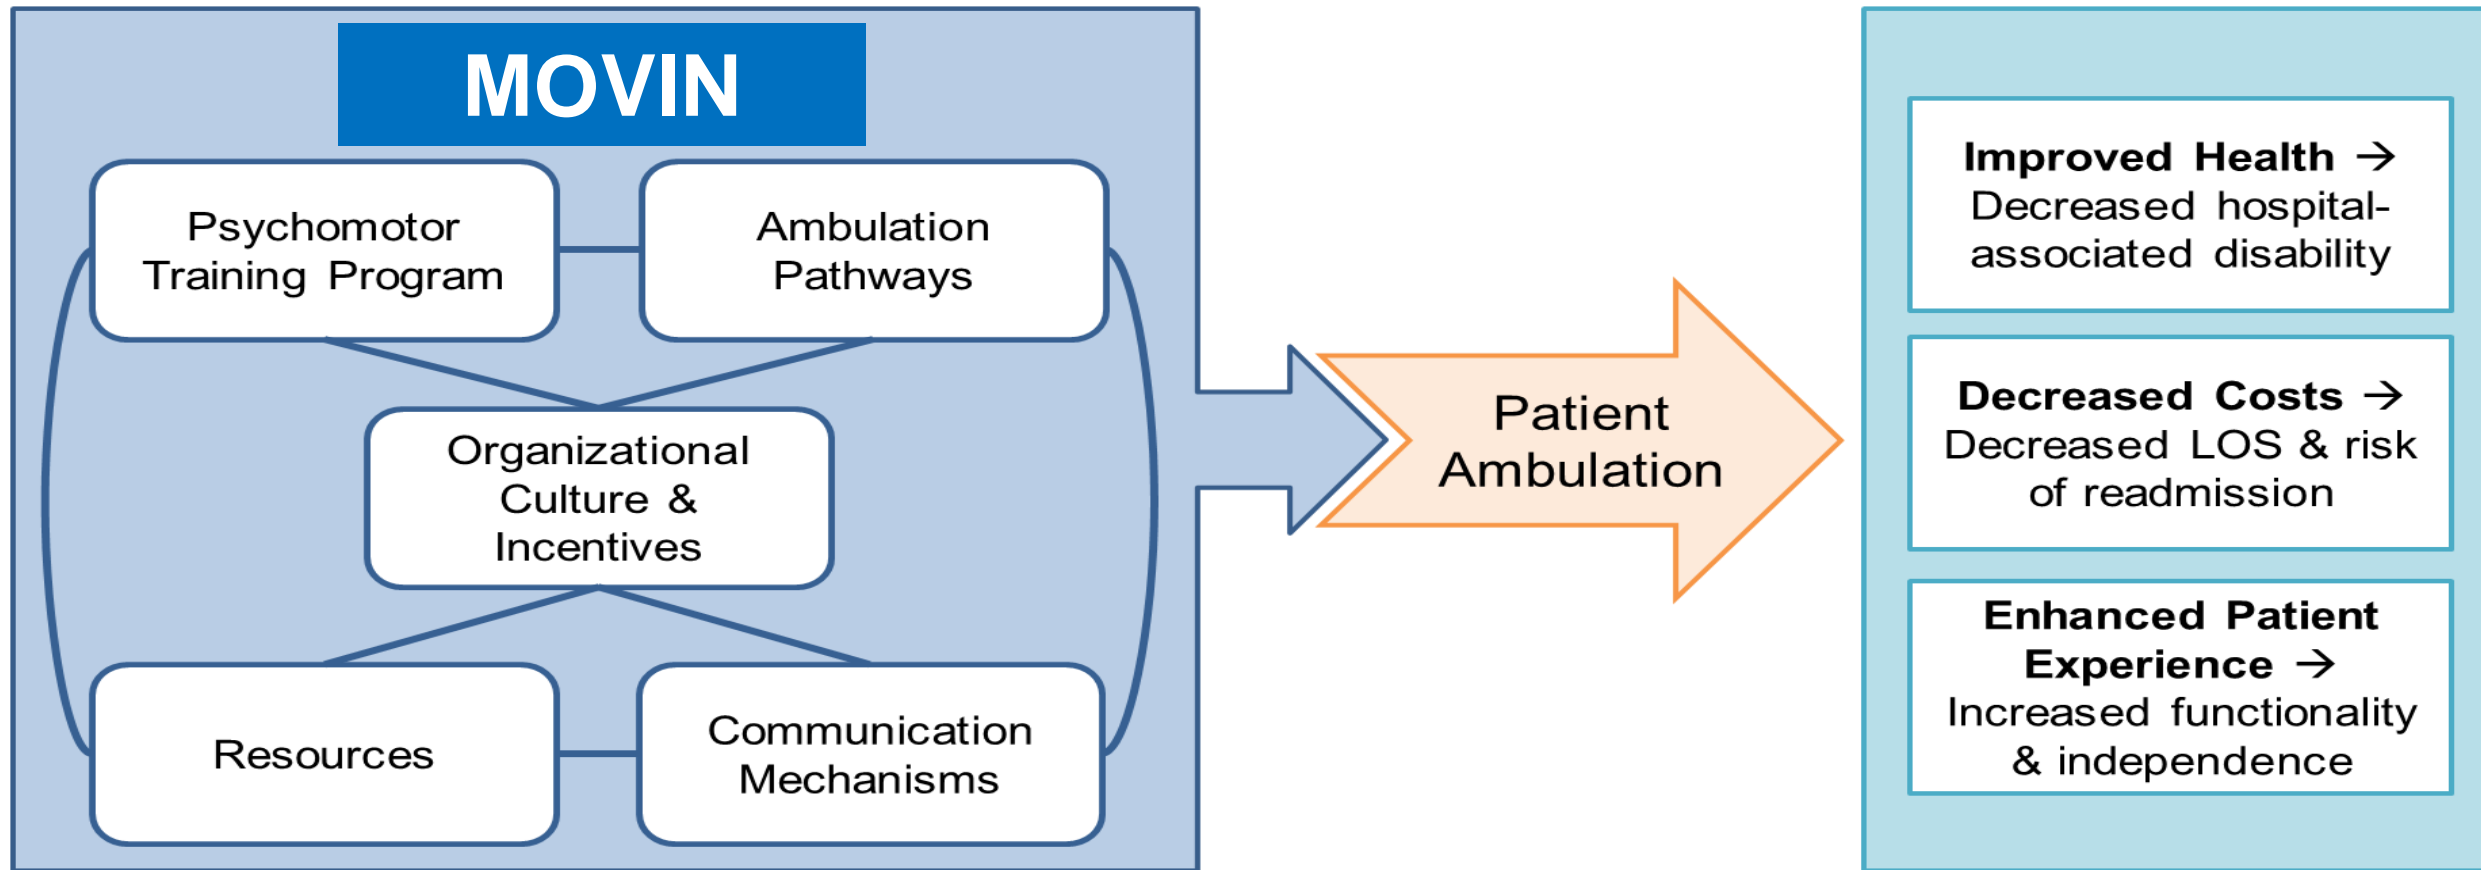 MOVIN
Psychomotor
Training Program
Ambulation
Pathways
Organizational
Culture &
Incentives
Resources
Communication
Mechanisms
Patient
Ambulation
Improved Health →
Decreased hospital-
associated disability
Decreased Costs →
Decreased LOS & risk
of readmission
Enhanced Patient
Experience →
Increased functionality
& independence